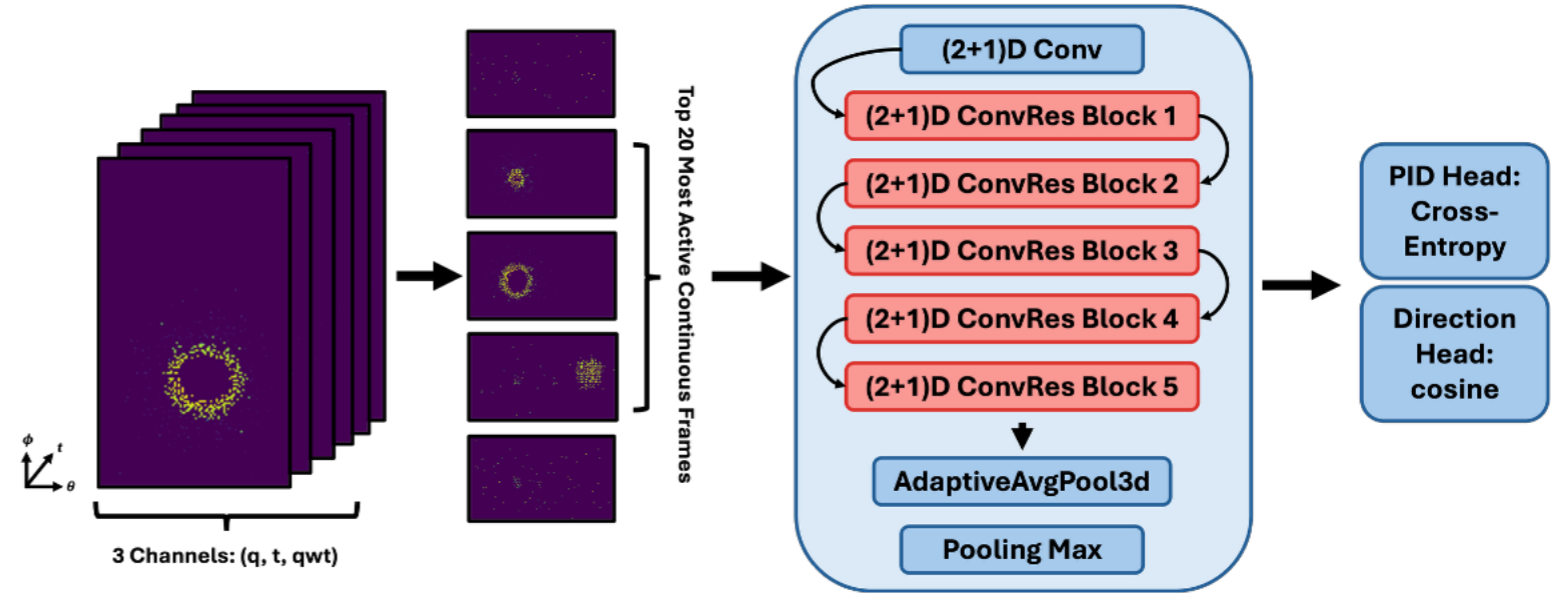 ϕ
t
θ
3 Channels: (q, t, qwt)
Top 20 Most Active Continuous Frames
(2+1)D Conv
(2+1)D ConvRes Block 1
(2+1)D ConvRes Block 2
(2+1)D ConvRes Block 3
(2+1)D ConvRes Block 4
(2+1)D ConvRes Block 5
AdaptiveAvgPool3d
Pooling Max
PID Head:
Cross-
Entropy
Direction
Head:
cosine